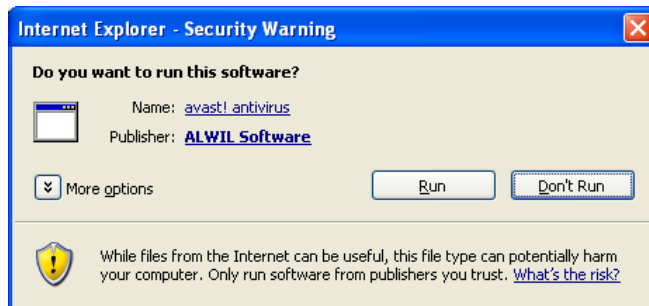 Internet Explorer - Security Warning
Do you want to run this software?
Name: avast! antivirus
Publisher: ALWIL Software
More options
Run
Don't Run
While files from the Internet can be useful, this file type can potentially harm
your computer. Only run software from publishers you trust. What's the risk?